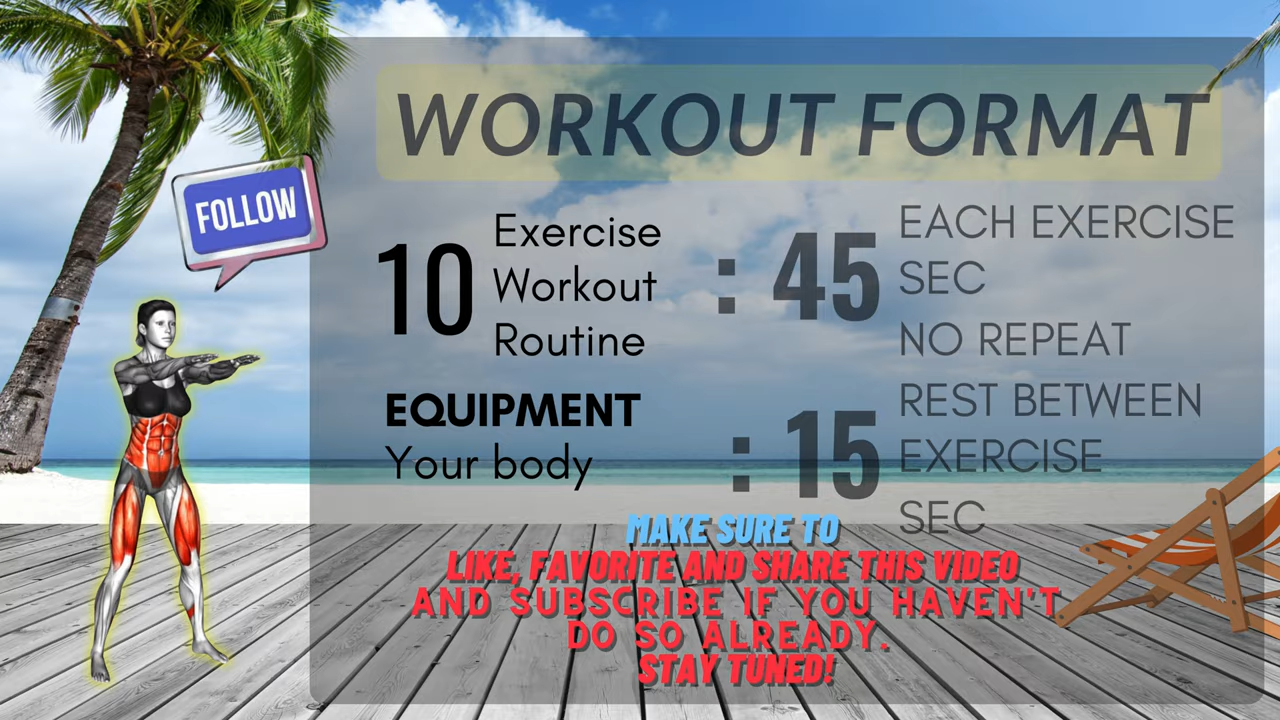 WORKOUT FORMAT
FOLLOW
10
Exercise
Workout
Routine
: 45
EACH EXERCISE
SEC
NO REPEAT
EQUIPMENT
Your body
: 15
REST BETWEEN
EXERCISE
SEC
MAKE SURE TO
LIKE, FAVORITE AND SHARE THIS VIDEO
AND SUBSCRIBE IF YOU HAVEN'T
DO SO ALREADY.
STAY TUNED!